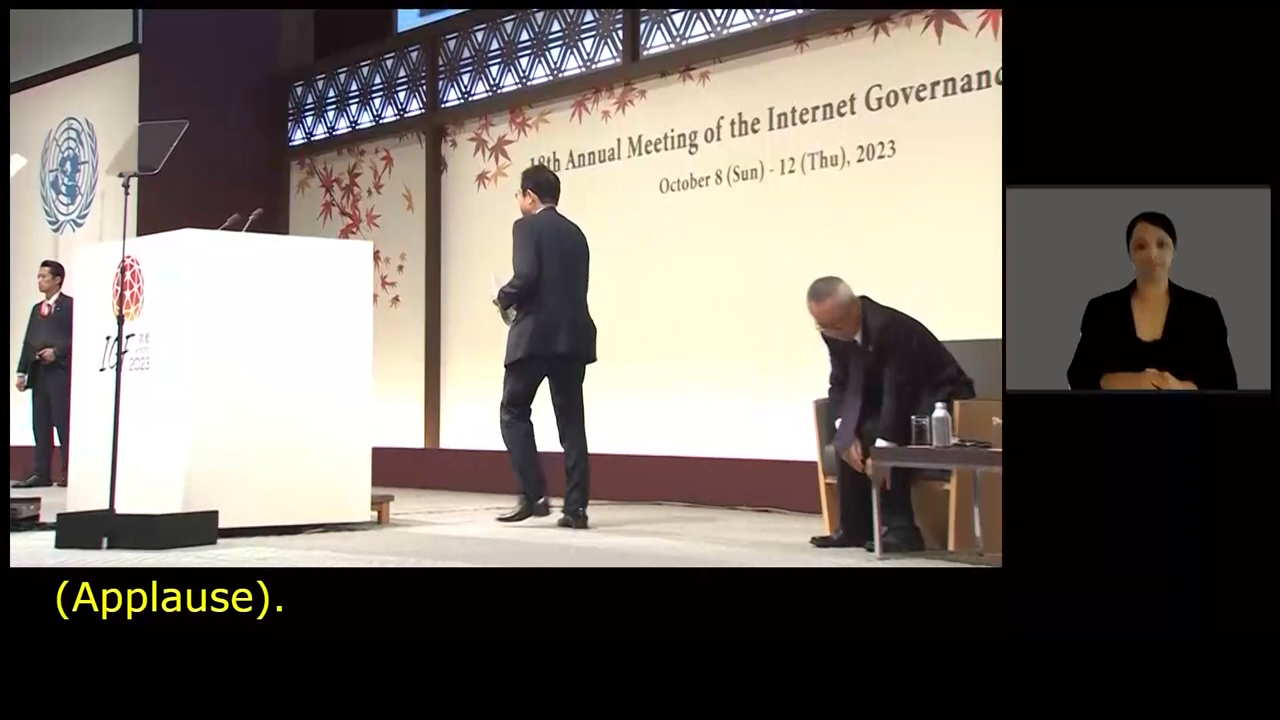 18th Annual Meeting of the Internet Governanc
October 8 (Sun) - 12 (Thu), 2023
IGF
2023
(Applause).